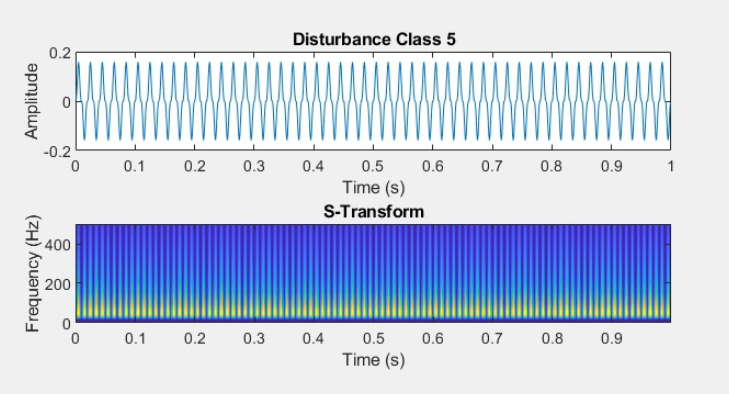 Disturbance Class 5
0.2
0
-0.2
Amplitude
0 0.1 0.2 0.3 0.4 0.5 0.6 0.7 0.8 0.9 1
Time (s)
S-Transform
400
200
0
Frequency (Hz)
0 0.1 0.2 0.3 0.4 0.5 0.6 0.7 0.8 0.9
Time (s)